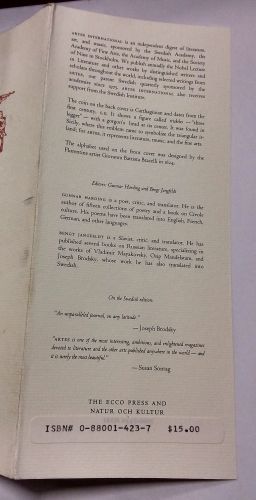 ARTES INTERNATIONAL is an independent digest of literature,
art, and music, sponsored by the Swedish Academy, the
Academy of Fine Arts, the Academy of Music, and the Society
of Nine in Stockholm. We publish annually the Nobel Lecture
in Literature and other works by distinguished writers and
scholars throughout the world, including selected writings from
ARTES, our parent Swedish quarterly sponsored by the
academies since 1975. ARTES INTERNATIONAL also receives
support from the Swedish Institute.
The coin on the back cover is Carthaginian and dates from the
first century, B.C. It shows a figure called triskele — "three
legged" — with a gorgon's head at its center. It was found in
Sicily, where this emblem came to symbolize the triangular is-
land; for ARTES, it represents literature, music, and the fine arts.
The alphabet used on the front cover was designed by the
Florentine artist Giovanni Battista Bracelli in 1624.
Editors: Gunnar Harding and Bengt Jangfeldt
GUNNAR HARDING is a poet, critic, and translator. He is the
author of fifteen collections of poetry and a book on Creole
culture. His poems have been translated into English, French,
German, and other languages.
BENGT JANGFELDT is a Slavist, critic, and translator. He has
published several books on Russian literature, specializing in
the works of Vladimir Mayakovsky, Osip Mandelstam, and
Joseph Brodsky, whose work he has also translated into
Swedish.
On the Swedish edition:
"An unparalleled journal, in any latitude."
— Joseph Brodsky
"ARTES is one of the most interesting, ambitious, and enlightened magazines
devoted to literature and the other arts published anywhere in the world — and
it is surely the most beautiful."
— Susan Sontag
THE ECCO PRESS AND
NATUR OCH KULTUR
ISBN# 0-88001-423-7 $15.00